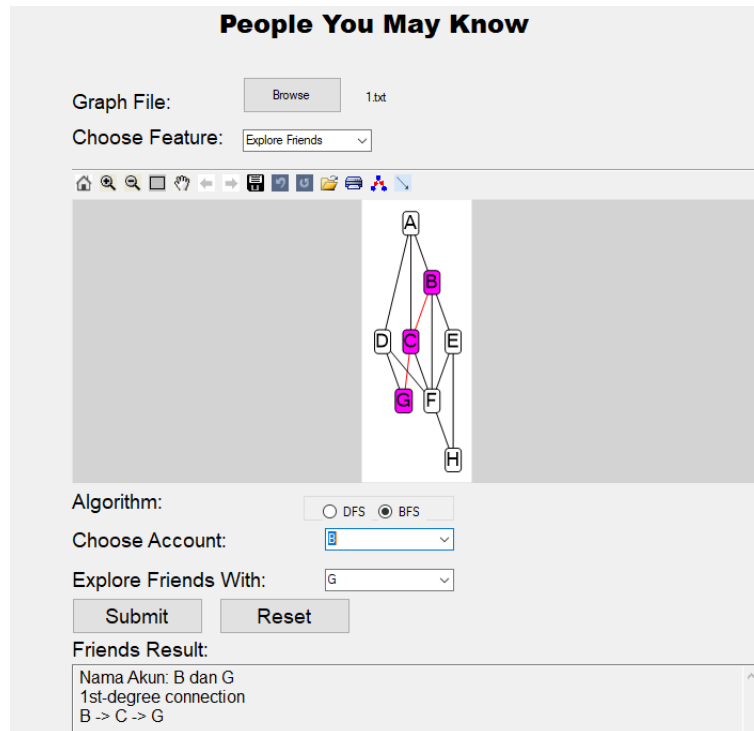 People You May Know
Graph File: Browse 1.txt
Choose Feature: Explore Friends
A
B
D C E
G F
H
Algorithm: DFS BFS
Choose Account: B
Explore Friends With: G
Submit Reset
Friends Result:
Nama Akun: B dan G
1st-degree connection
B -> C -> G